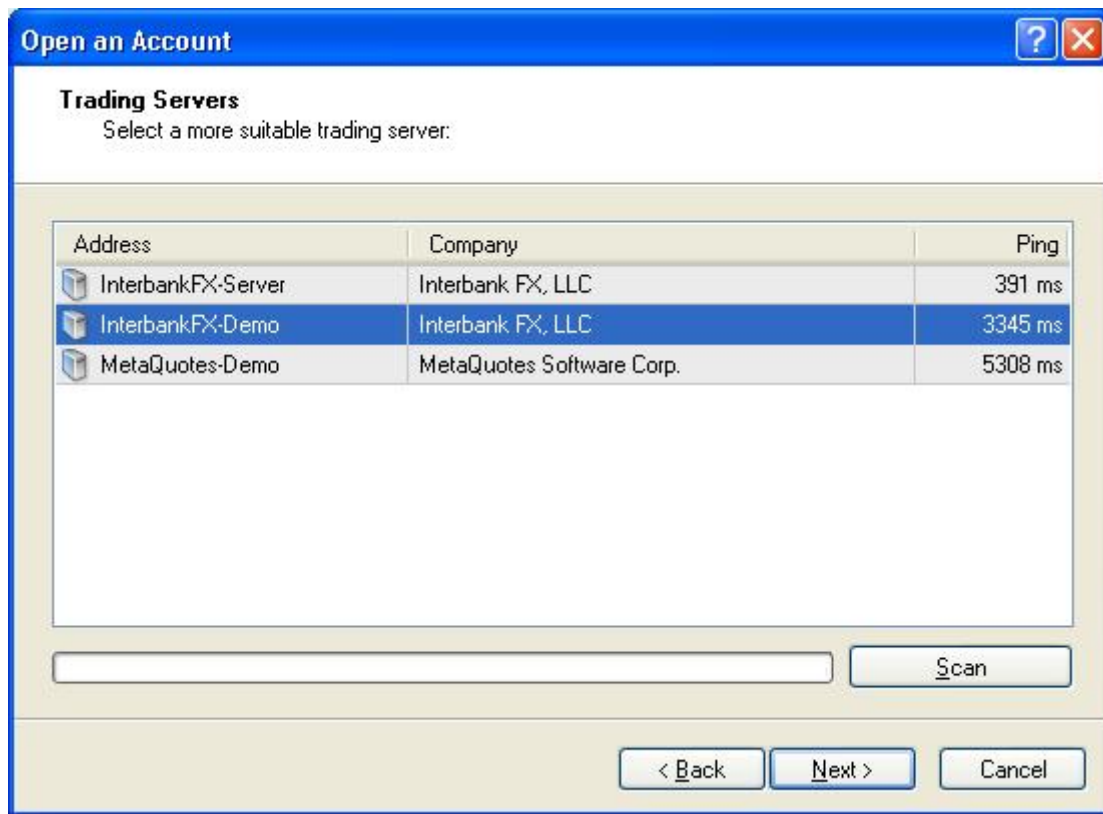 Open an Account
Trading Servers
Select a more suitable trading server:
Address Company Ping
InterbankFX-Server Interbank FX, LLC 391 ms
InterbankFX-Demo Interbank FX, LLC 3345 ms
MetaQuotes-Demo MetaQuotes Software Corp. 5308 ms
Scan
< Back Next > Cancel